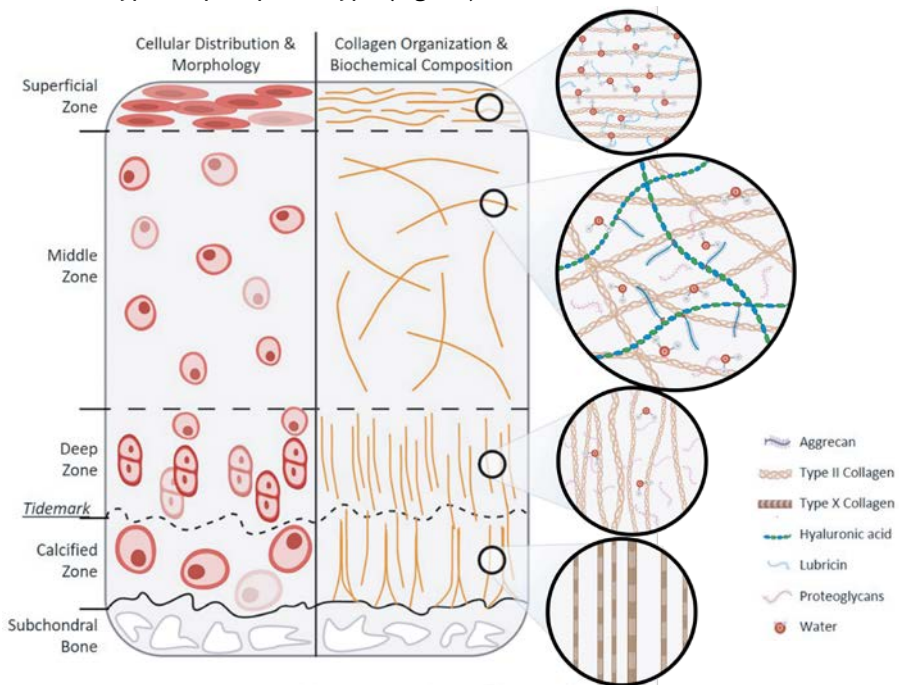 Cellular Distribution &
Morphology
Collagen Organization &
Biochemical Composition
Superficial
Zone
Middle
Zone
Deep
Zone
Tidemark
Calcified
Zone
Subchondral
Bone
Aggrecan
Type II Collagen
Type X Collagen
Hyaluronic acid
Lubricin
Proteoglycans
Water